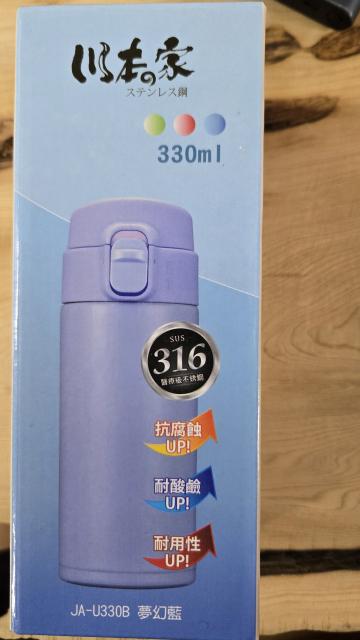 川本の家
ステンレス鋼
330ml
SUS
316
醫療級不銹鋼
抗腐蝕
UP!
耐酸鹼
UP!
耐用性
UP!
JA-U330B 夢幻藍